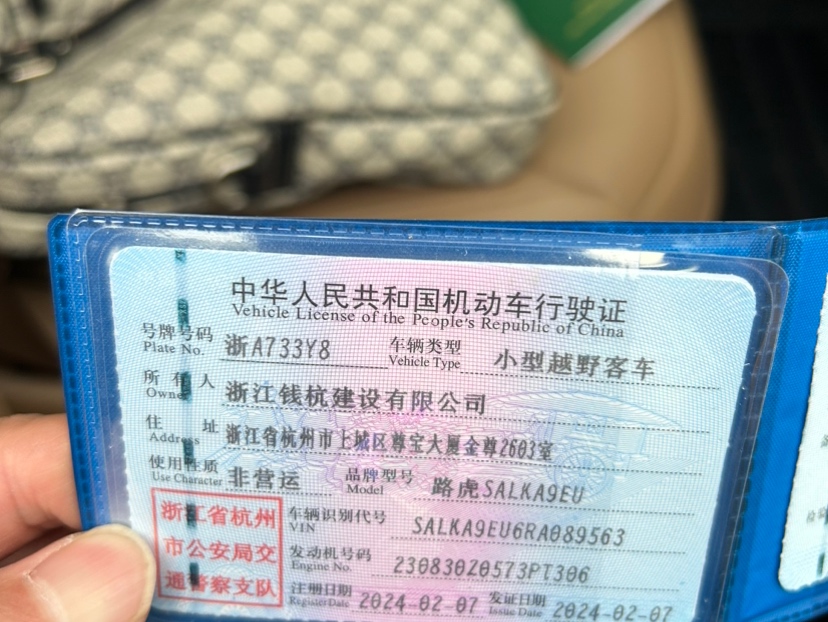 中华人民共和国机动车行驶证
Vehicle License of the People's Republic of China
号牌号码 浙A733Y8 车辆类型 小型越野客车
Plate No. Vehicle Type
所有人 浙江钱杭建设有限公司
Owner
住址 浙江省杭州市上城区尊宝大厦金尊2603室
Address
使用性质 非营运 品牌型号 路虎SALKA9EU
Use Character Model
浙江省杭州
市公安局交
通警察支队
车辆识别代号 SALKA9EU6RA089563
VIN
发动机号码 230830Z0573PT306
Engine No.
注册日期 2024-02-07 发证日期 2024-02-07
Register Date Issue Date